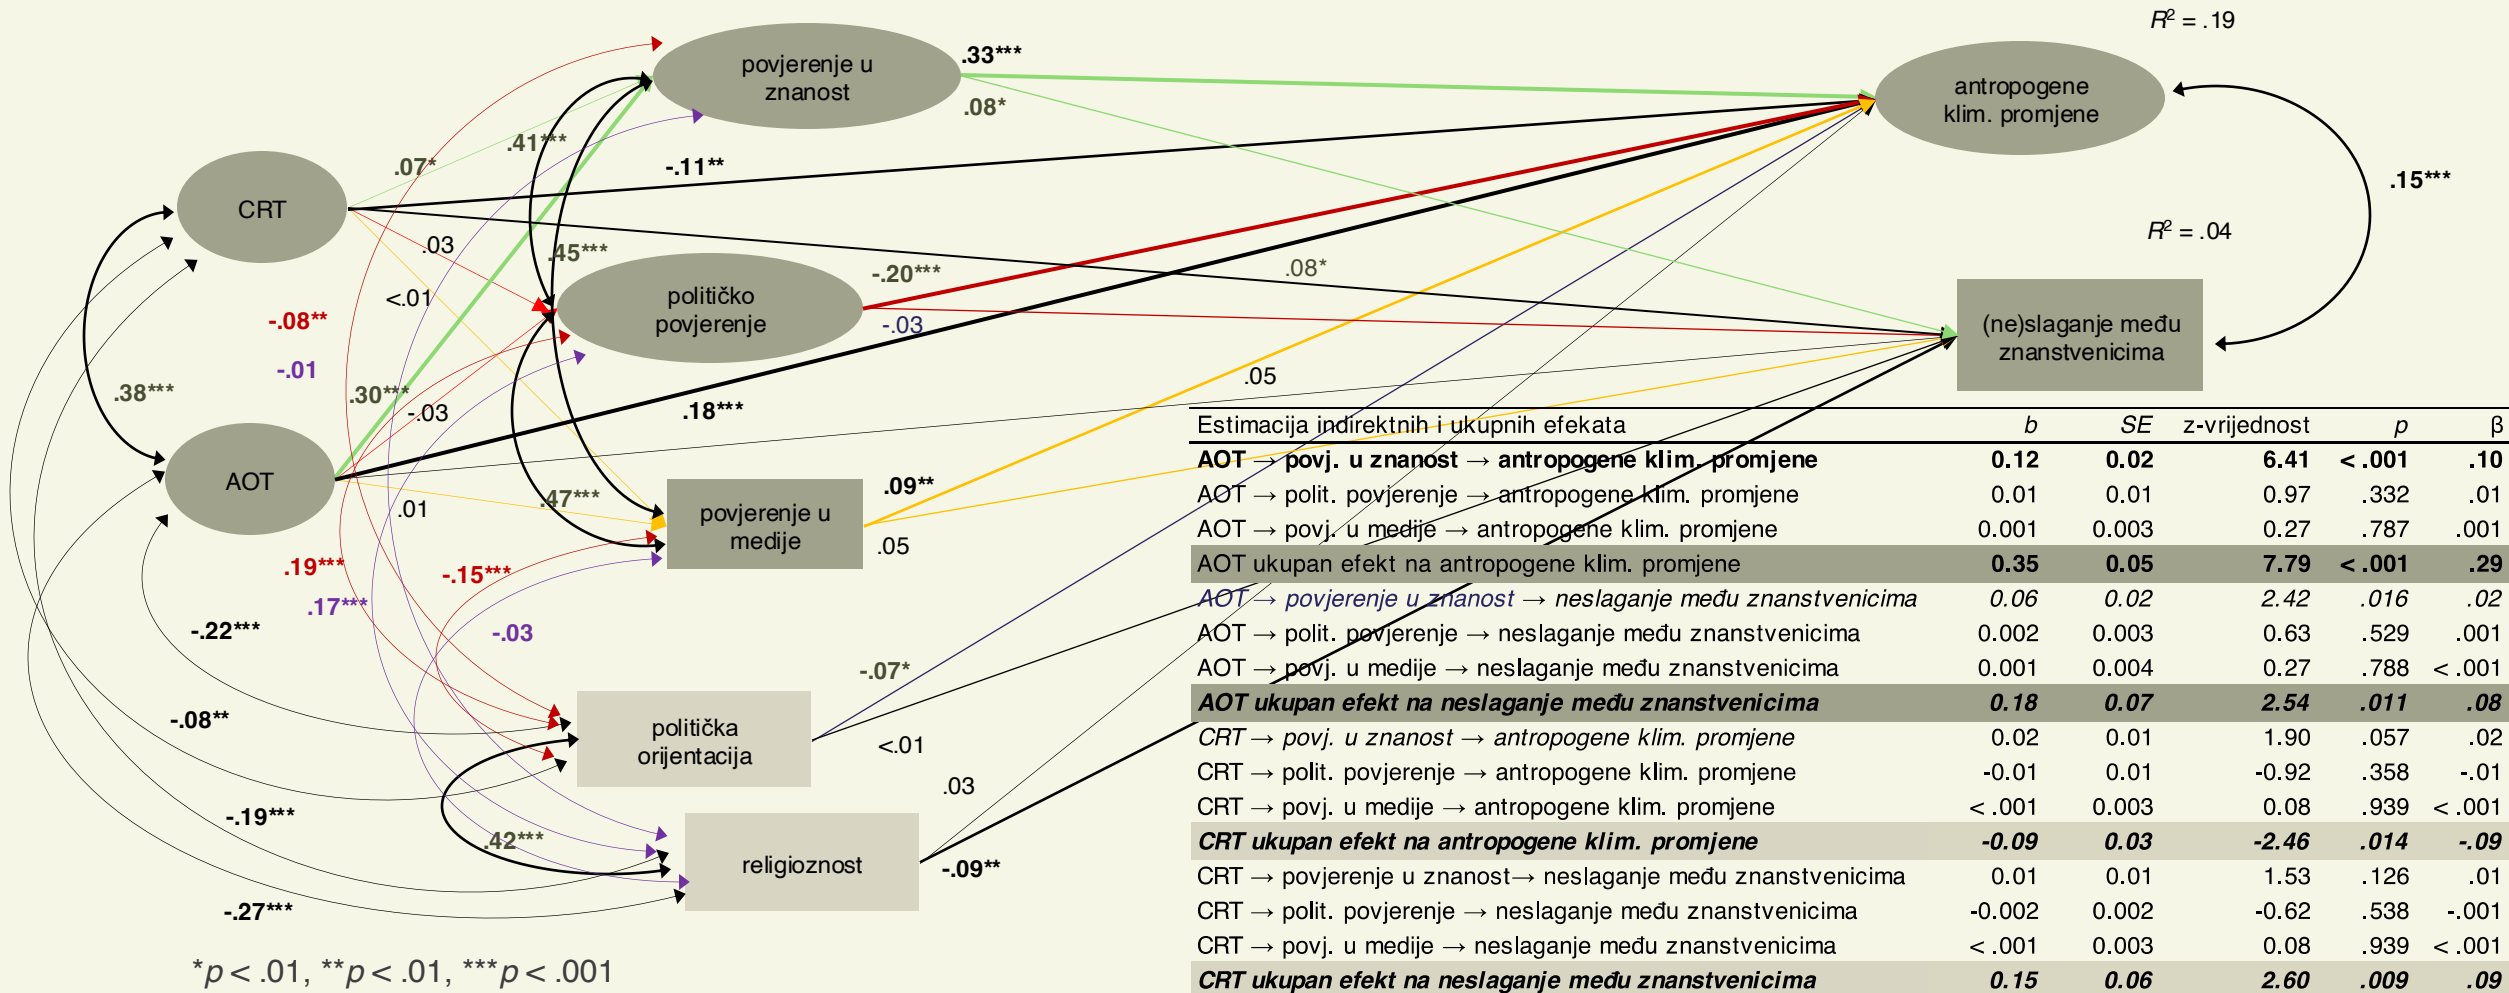 R² = .19
povjerenje u
znanost
.33***
.08*
antropogene
klim. promjene
.41***
.07*
-.11**
.15***
CRT
R² = .04
.03
.45***
-.20***
.08*
<.01
političko
povjerenje
-.03
(ne)slaganje među
znanstvenicima
-.08**
-.01
.38***
.30***
-.03
.18***
.05
AOT
.47***
.01
povjerenje u
medije
.09**
.05
.19***
-.15***
.17***
-.22***
-.03
-.07*
-.08**
politička
orijentacija
<.01
.03
-.19***
.42***
religioznost
-.09**
-.27***
*p < .01, **p < .01, ***p < .001
Estimacija indirektnih i ukupnih efekata b SE z-vrijednost p β
AOT → povj. u znanost → antropogene klim. promjene 0.12 0.02 6.41 < .001 .10
AOT → polit. povjerenje → antropogene klim. promjene 0.01 0.01 0.97 .332 .01
AOT → povj. u medije → antropogene klim. promjene 0.001 0.003 0.27 .787 .001
AOT ukupan efekt na antropogene klim. promjene 0.35 0.05 7.79 < .001 .29
AOT → povjerenje u znanost → neslaganje među znanstvenicima 0.06 0.02 2.42 .016 .02
AOT → polit. povjerenje → neslaganje među znanstvenicima 0.002 0.003 0.63 .529 .001
AOT → povj. u medije → neslaganje među znanstvenicima 0.001 0.004 0.27 .788 < .001
AOT ukupan efekt na neslaganje među znanstvenicima 0.18 0.07 2.54 .011 .08
CRT → povj. u znanost → antropogene klim. promjene 0.02 0.01 1.90 .057 .02
CRT → polit. povjerenje → antropogene klim. promjene -0.01 0.01 -0.92 .358 -.01
CRT → povj. u medije → antropogene klim. promjene < .001 0.003 0.08 .939 < .001
CRT ukupan efekt na antropogene klim. promjene -0.09 0.03 -2.46 .014 -.09
CRT → povjerenje u znanost→ neslaganje među znanstvenicima 0.01 0.01 1.53 .126 .01
CRT → polit. povjerenje → neslaganje među znanstvenicima -0.002 0.002 -0.62 .538 -.001
CRT → povj. u medije → neslaganje među znanstvenicima < .001 0.003 0.08 .939 < .001
CRT ukupan efekt na neslaganje među znanstvenicima 0.15 0.06 2.60 .009 .09